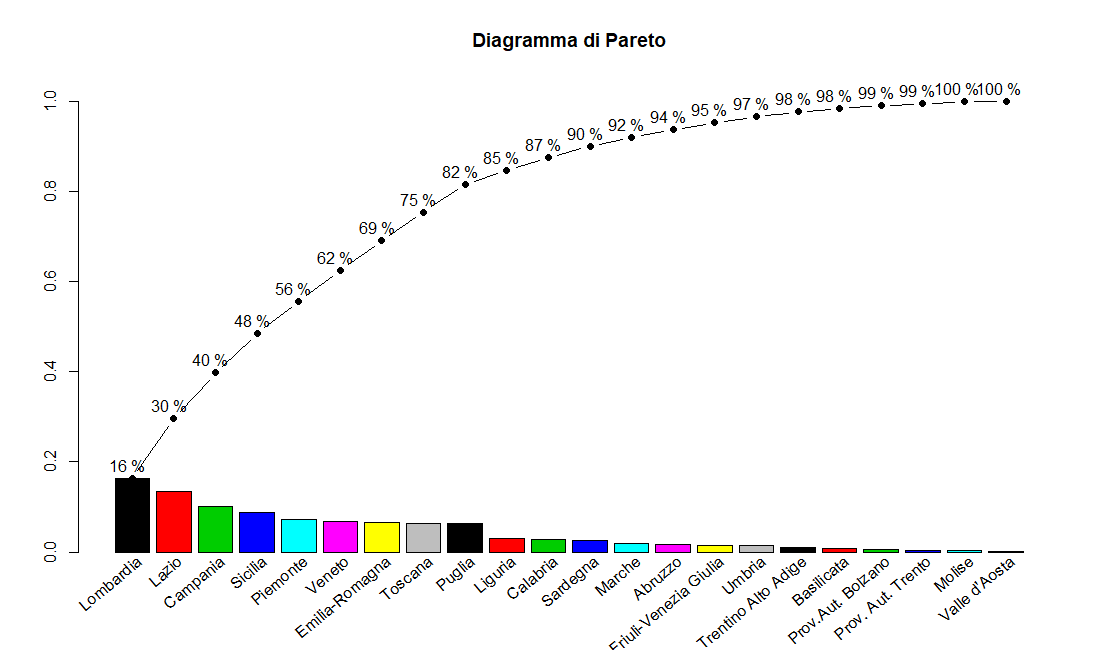 Diagramma di Pareto
1.0
0.8
0.6
0.4
0.2
0.0
16 %
30 %
40 %
48 %
56 %
62 %
69 %
75 %
82 %
85 %
87 %
90 %
92 %
94 %
95 %
97 %
98 %
98 %
99 %
99 %
100 %
100 %
Lombardia
Lazio
Campania
Sicilia
Piemonte
Veneto
Emilia-Romagna
Toscana
Puglia
Liguria
Calabria
Sardegna
Marche
Abruzzo
Friuli-Venezia Giulia
Umbria
Trentino Alto Adige
Basilicata
Prov.Aut. Bolzano
Prov. Aut. Trento
Molise
Valle d'Aosta